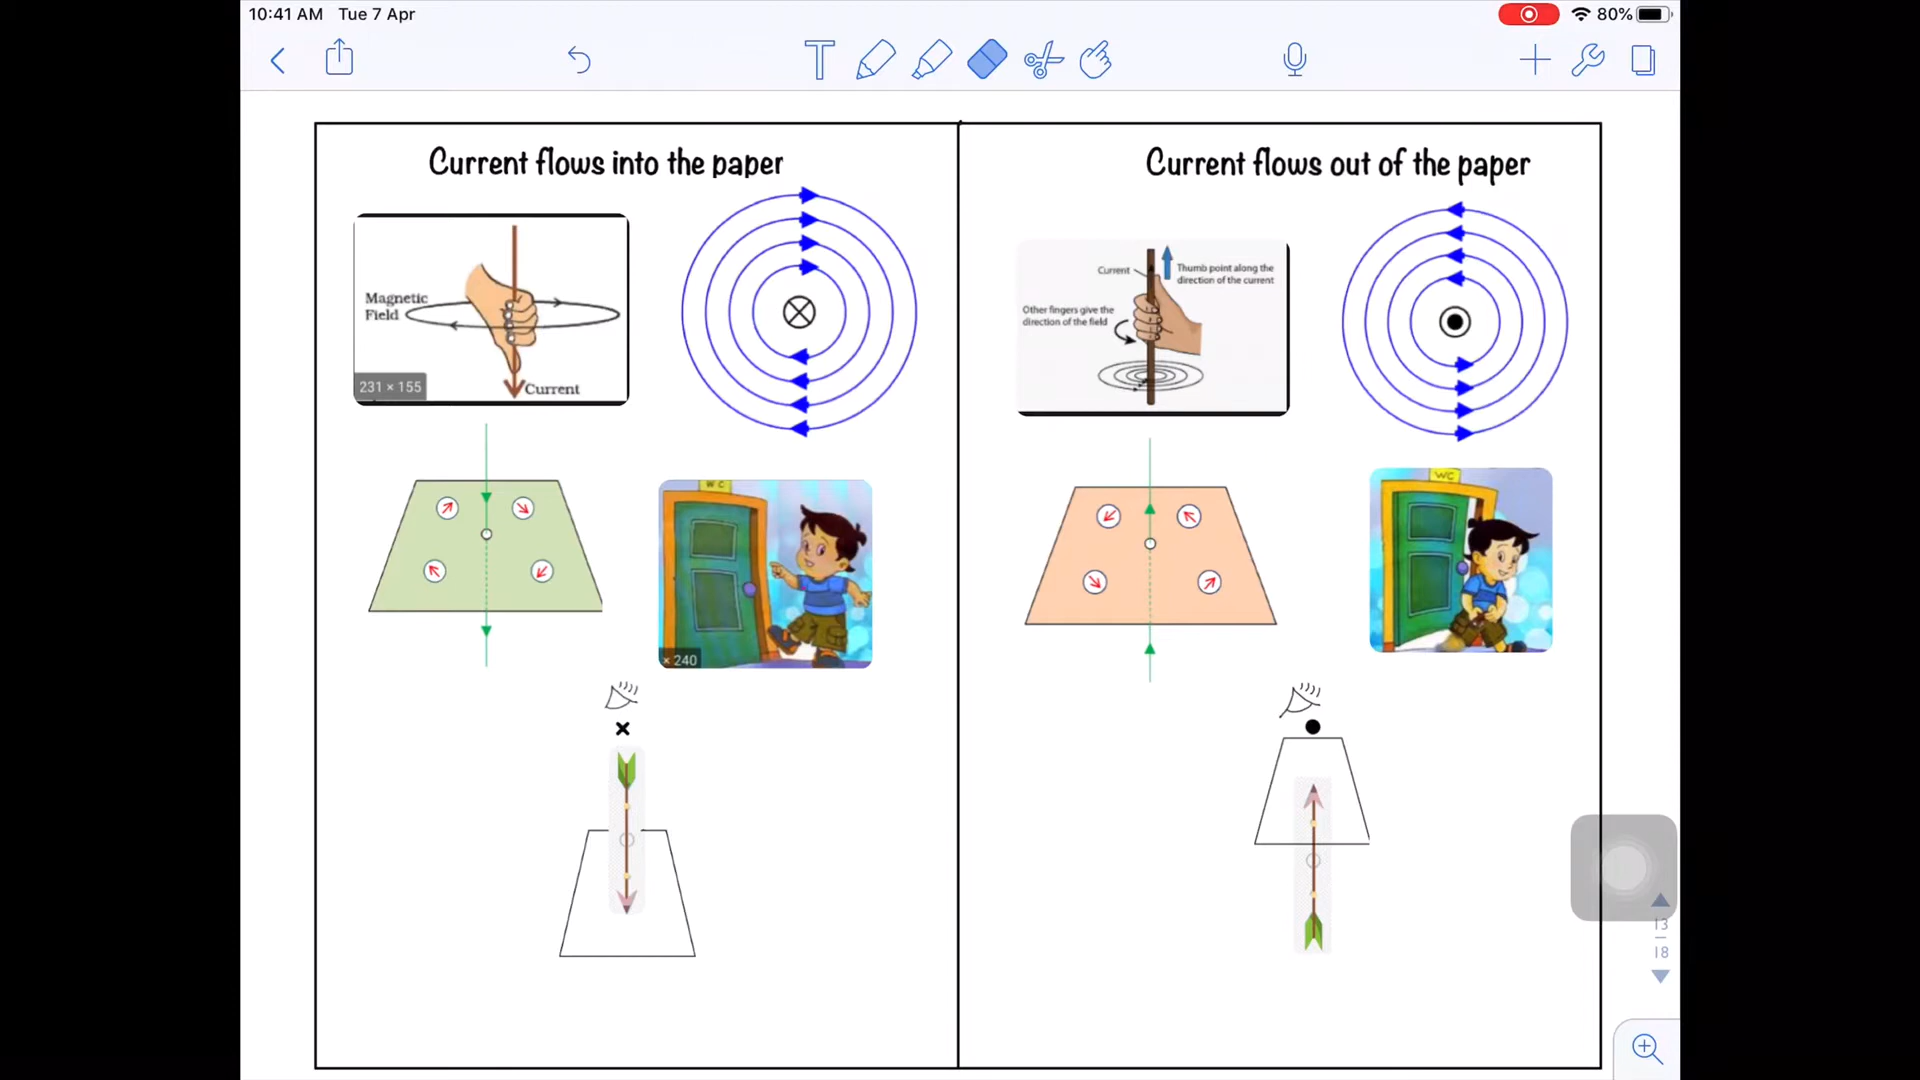 10:41 AM Tue 7 Apr
80%
T
Current flows into the paper
Current flows out of the paper
Magnetic
Field
Current
231 × 155
Current
Thumb point along the
direction of the current
Other fingers give the
direction of the field
W C
× 240
WC
13
18